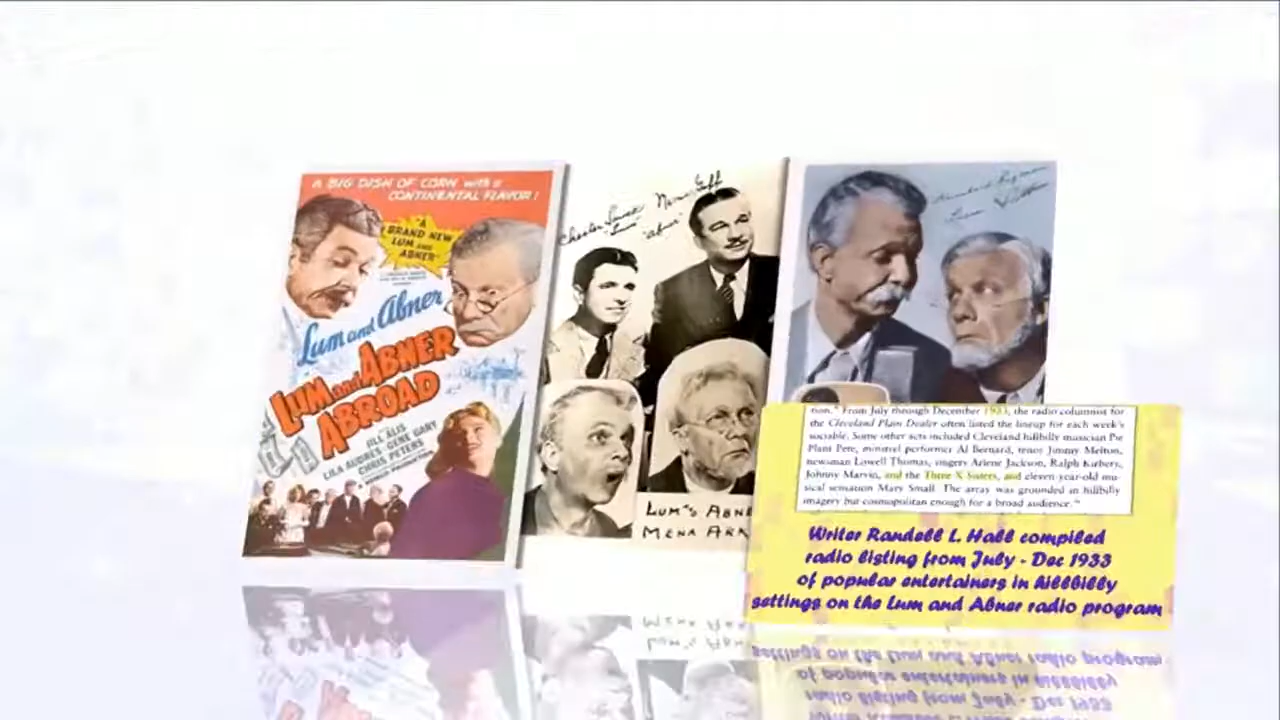 A BIG DISH OF CORN with a
CONTINENTAL FLAVOR!
"A
BRAND NEW
LUM AND
ABNER"
Lum and Abner
LUM and ABNER
ABROAD
JILL ALIS
LILA AUDRES · GENE GARY
CHRIS PETERS
Chester Lauck
Norris Goff
"Lum"
"Abner"
LUM'S ABNE
MENA ARK
tion." From July through December 1933, the radio columnist for
the Cleveland Plain Dealer often listed the lineup for each week's
sociable. Some other acts included Cleveland hillbilly musician Pie
Plant Pete, minstrel performer Al Bernard, tenor Jimmy Melton,
newsman Lowell Thomas, singers Arlene Jackson, Ralph Kirbery,
Johnny Marvin, and the Three X Sisters, and eleven-year-old mu-
sical sensation Mary Small. The array was grounded in hillbilly
imagery but cosmopolitan enough for a broad audience."
Writer Randell L. Hall compiled
radio listing from July - Dec 1933
of popular entertainers in hillbilly
settings on the Lum and Abner radio program